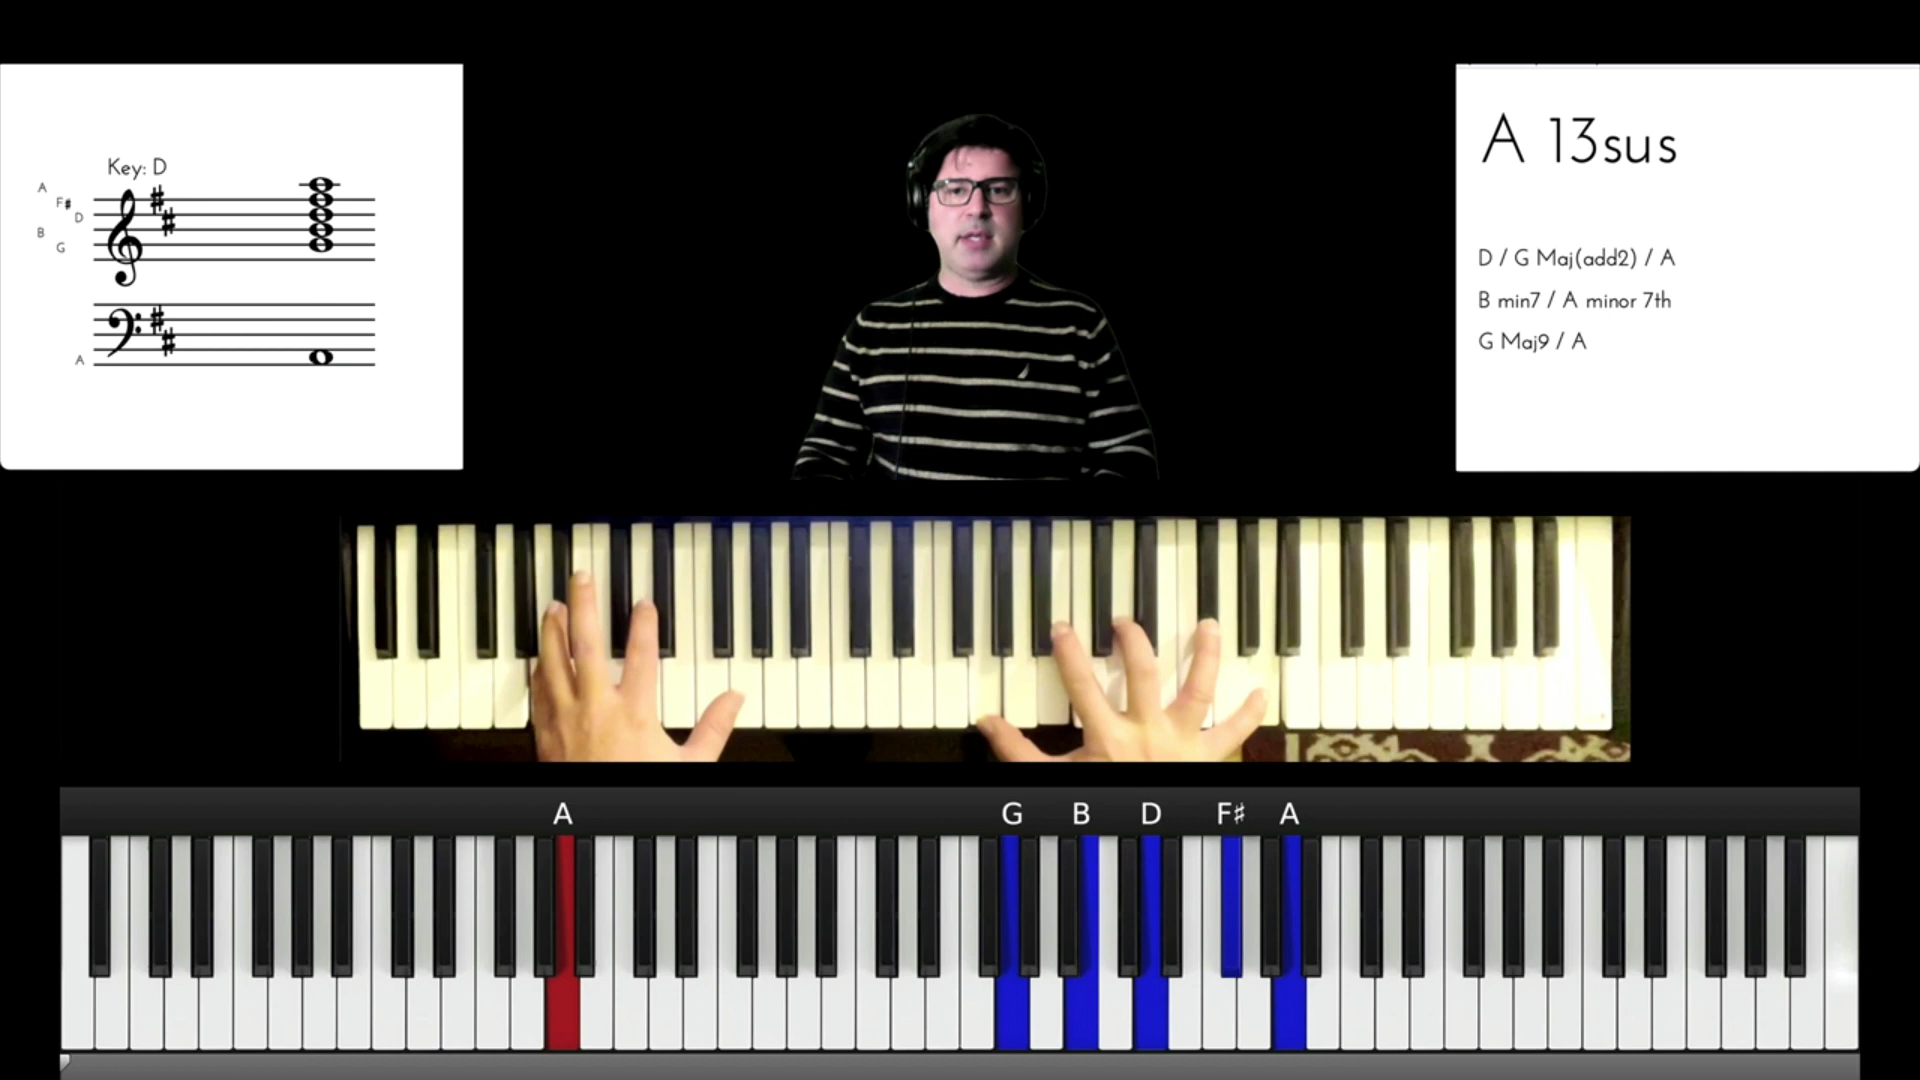 Key: D
A
F♯
D
B
G
A
A 13sus
D / G Maj(add2) / A
B min7 / A minor 7th
G Maj9 / A
A G B D F♯ A